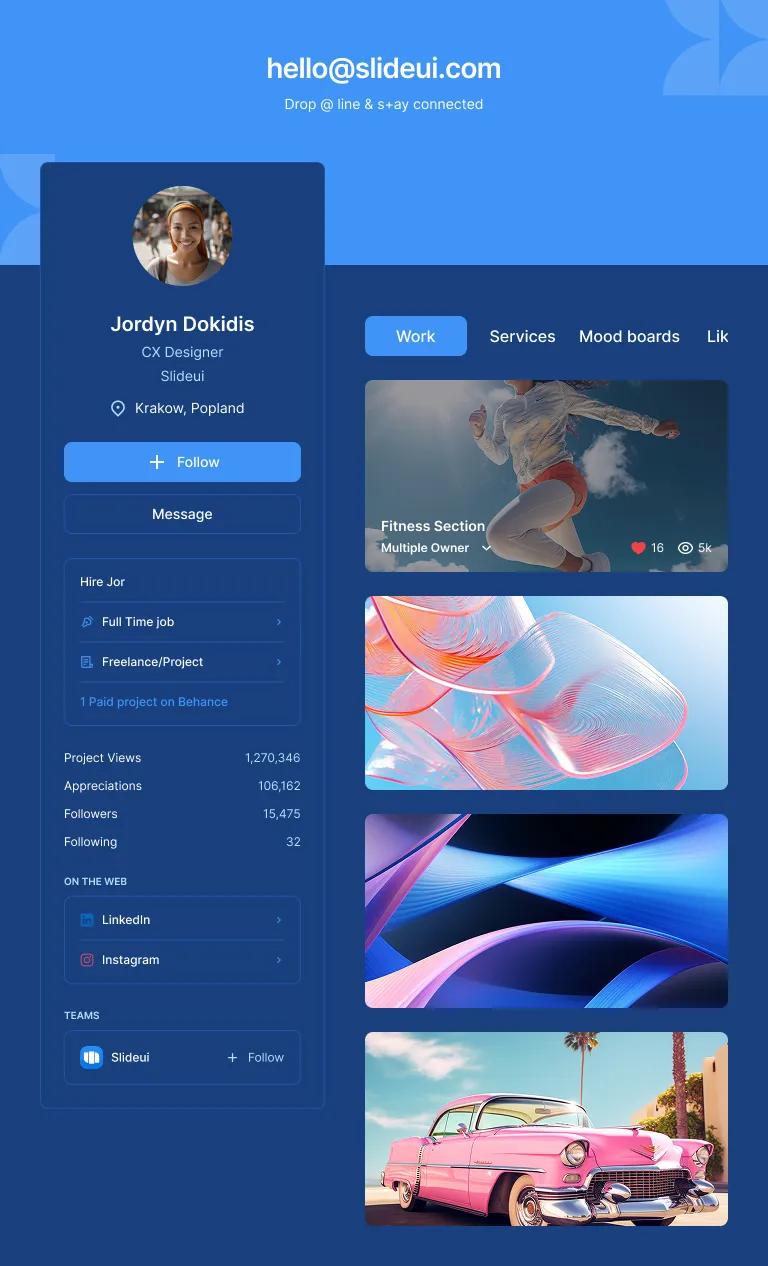 hello@slideui.com
Drop @ line & s+ay connected
Jordyn Dokidis
CX Designer
Slideui
Krakow, Popland
Follow
Message
Hire Jor
Full Time job
Freelance/Project
1 Paid project on Behance
Project Views 1,270,346
Appreciations 106,162
Followers 15,475
Following 32
ON THE WEB
LinkedIn
Instagram
TEAMS
Slideui + Follow
Work Services Mood boards Lik
Fitness Section
Multiple Owner 16 5k